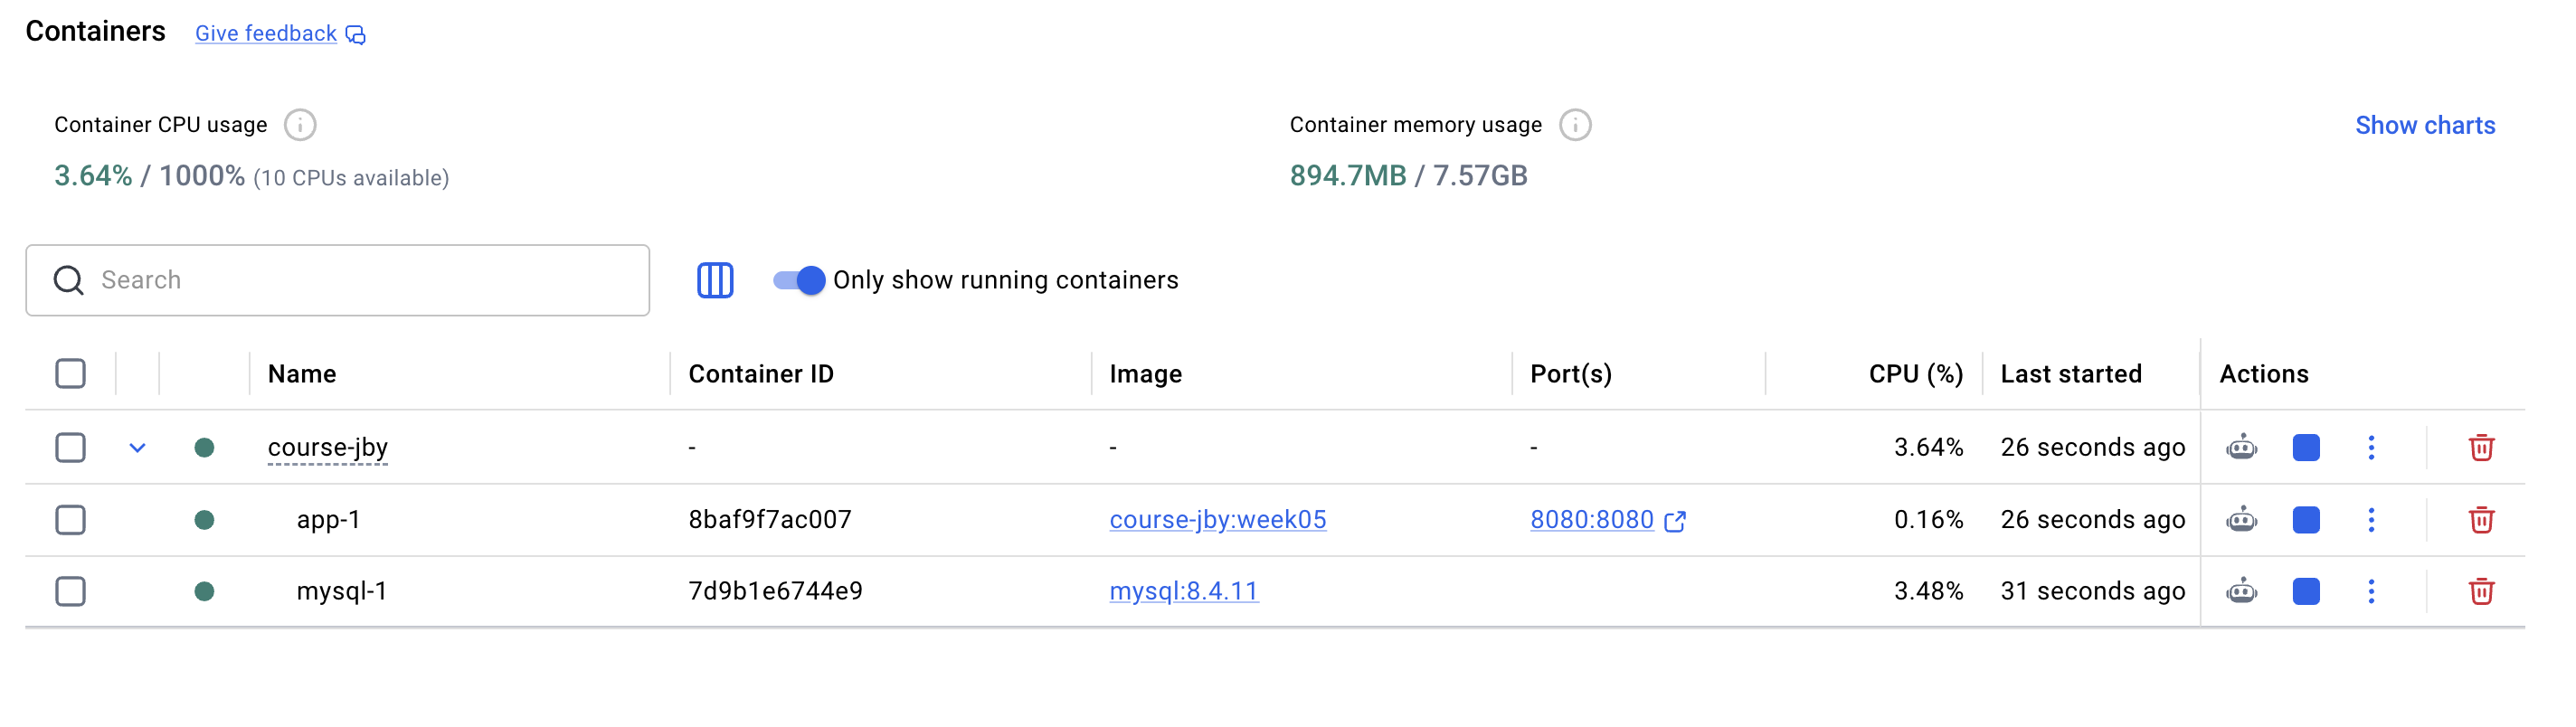 Containers Give feedback
Container CPU usage
3.64% / 1000% (10 CPUs available)
Container memory usage
894.7MB / 7.57GB
Show charts
Search
Only show running containers
Name Container ID Image Port(s) CPU (%) Last started Actions
course-jby - - - 3.64% 26 seconds ago
app-1 8baf9f7ac007 course-jby:week05 8080:8080 0.16% 26 seconds ago
mysql-1 7d9b1e6744e9 mysql:8.4.11 3.48% 31 seconds ago